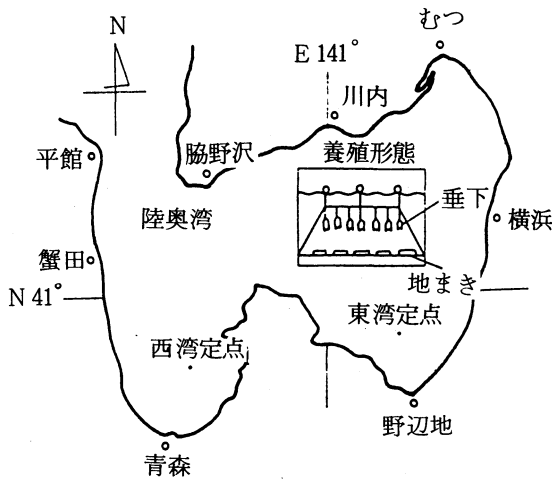 むつ
N
E 141°
川内
平館
脇野沢
養殖形態
垂下
陸奥湾
横浜
蟹田
地まき
N 41°
東湾定点
西湾定点
野辺地
青森